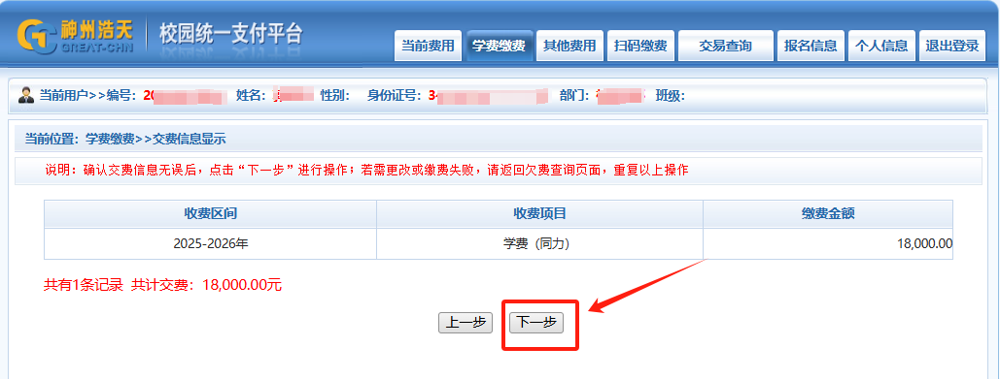 神州浩天 校园统一支付平台
GREAT-CHN
当前费用 学费缴费 其他费用 扫码缴费 交易查询 报名信息 个人信息 退出登录
当前用户>>编号：20 姓名： 性别： 身份证号：3 部门： 班级：
当前位置：学费缴费>>交费信息显示
说明：确认交费信息无误后，点击“下一步”进行操作；若需更改或缴费失败，请返回欠费查询页面，重复以上操作
收费区间 收费项目 缴费金额
2025-2026年 学费（同力） 18,000.00
共有1条记录 共计交费：18,000.00元
上一步 下一步